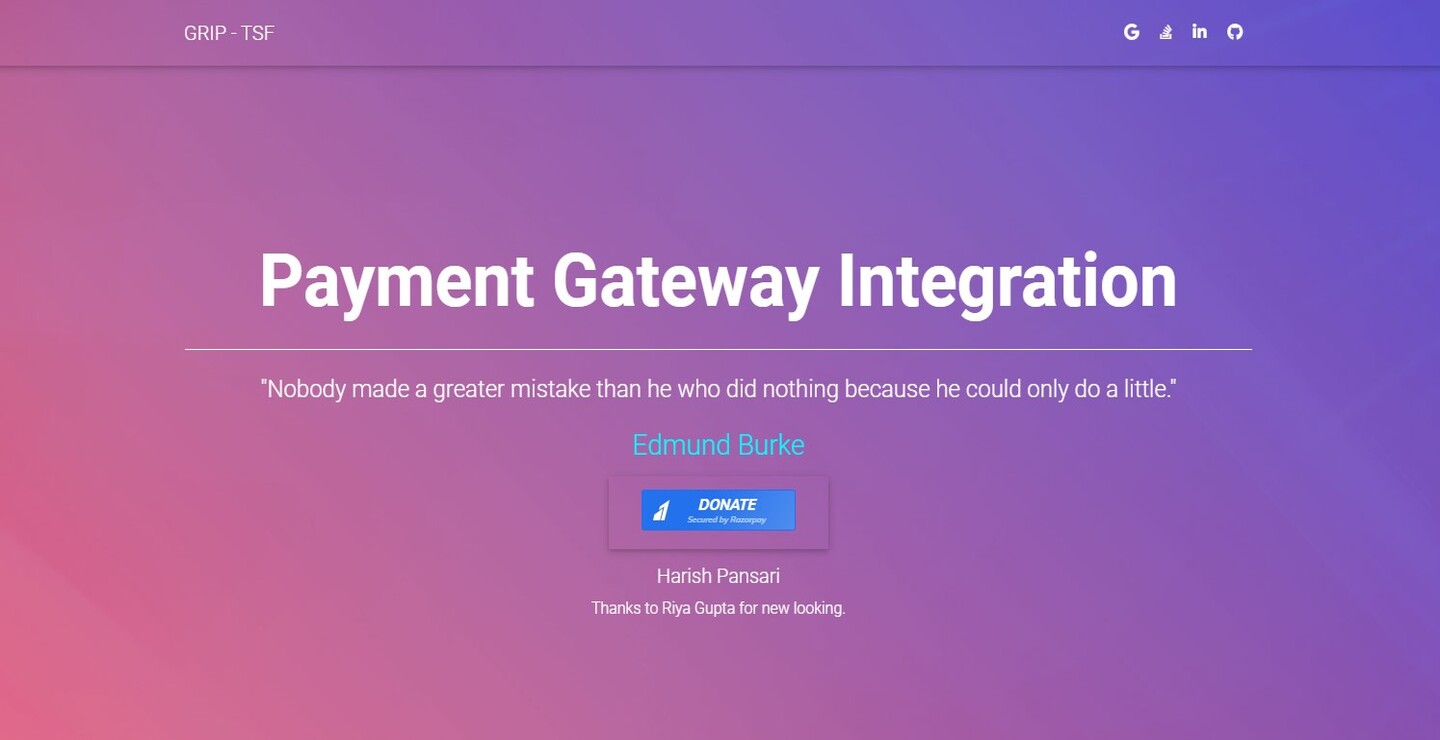 GRIP - TSF
Payment Gateway Integration
"Nobody made a greater mistake than he who did nothing because he could only do a little."
Edmund Burke
DONATE
Secured by Razorpay
Harish Pansari
Thanks to Riya Gupta for new looking.